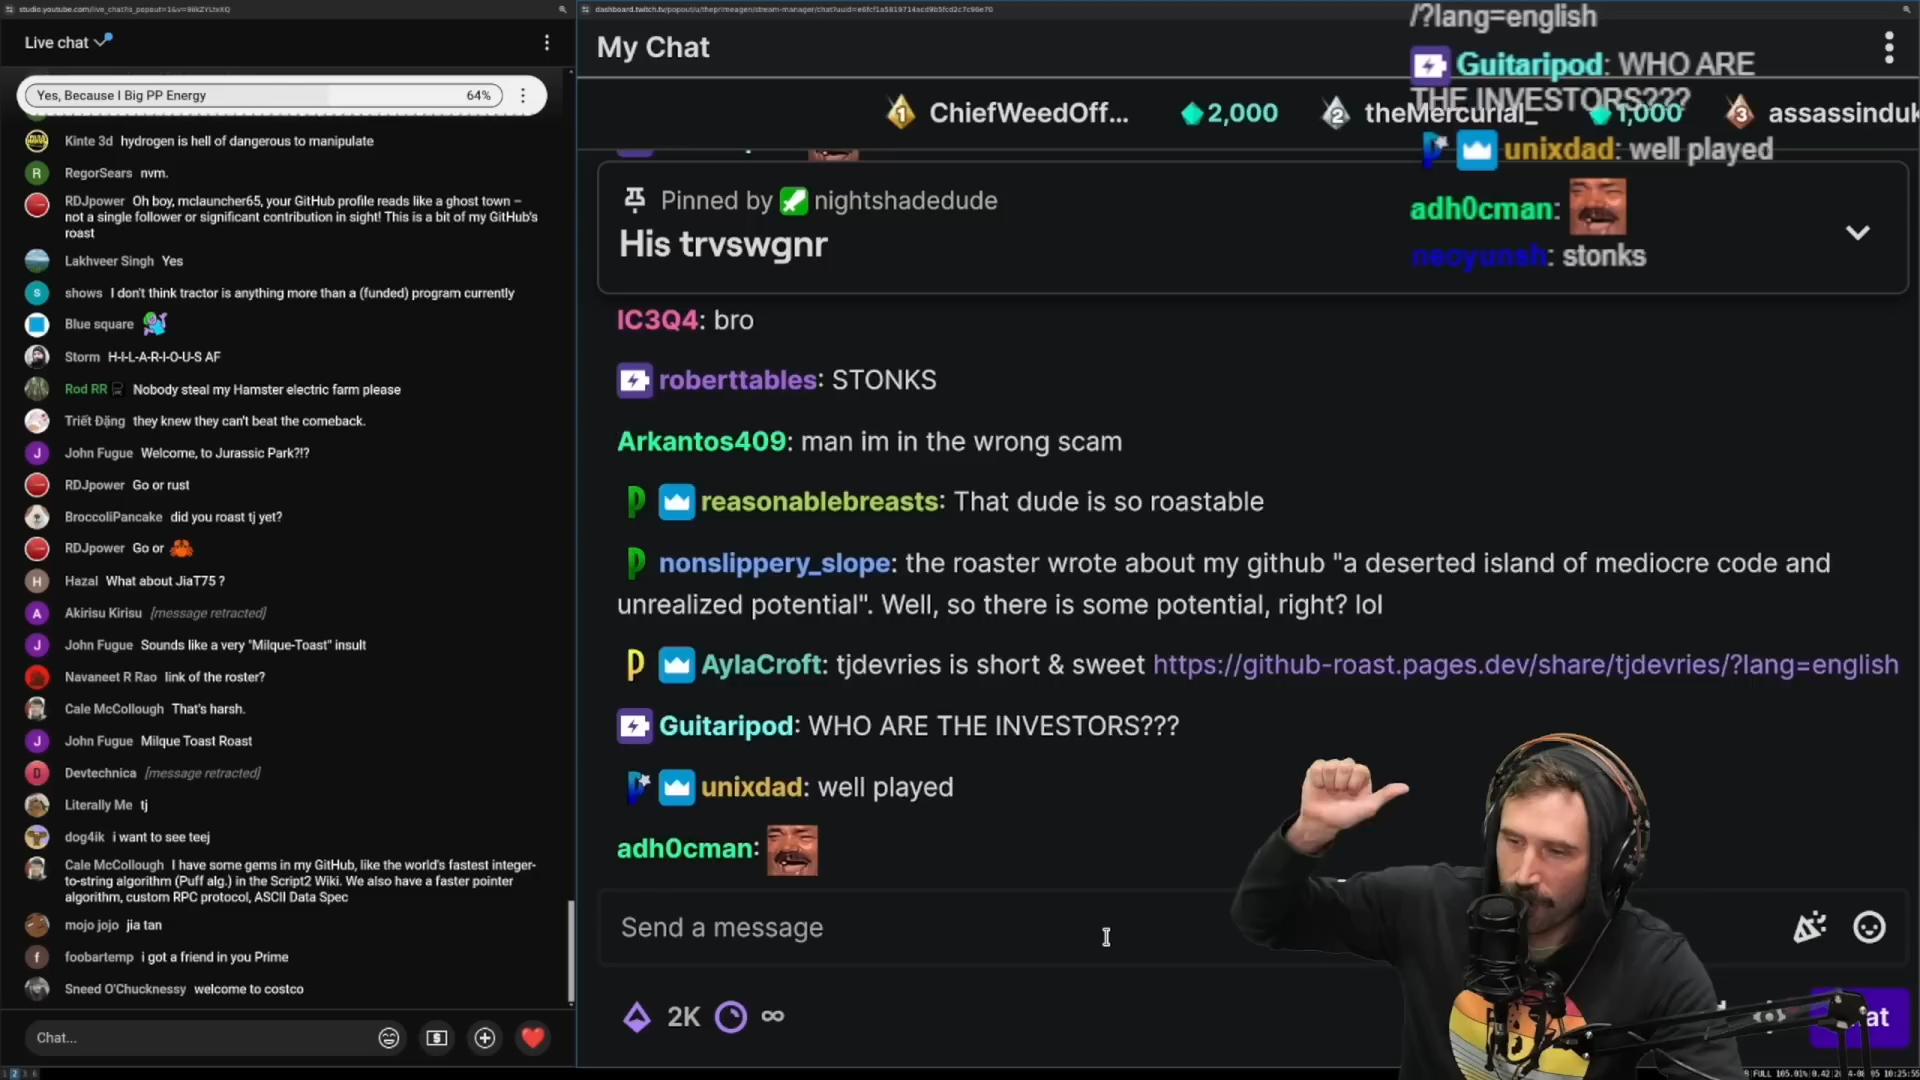 studio.youtube.com/live_chat?is_popout=1&v=
Live chat
Yes, Because I Big PP Energy 64%
Kinte 3d hydrogen is hell of dangerous to manipulate
RegorSears nvm.
RDJpower Oh boy, mclauncher65, your GitHub profile reads like a ghost town –
not a single follower or significant contribution in sight! This is a bit of my GitHub's
roast
Lakhveer Singh Yes
shows I don't think tractor is anything more than a (funded) program currently
Blue square
Storm H-I-L-A-R-I-O-U-S AF
Rod RR Nobody steal my Hamster electric farm please
Triết Đặng they knew they can't beat the comeback.
John Fugue Welcome, to Jurassic Park?!?
RDJpower Go or rust
BroccoliPancake did you roast tj yet?
RDJpower Go or
Hazal What about JiaT75 ?
Akirisu Kirisu [message retracted]
John Fugue Sounds like a very "Milque-Toast" insult
Navaneet R Rao link of the roster?
Cale McCollough That's harsh.
John Fugue Milque Toast Roast
Devtechnica [message retracted]
Literally Me tj
dog4ik i want to see teej
Cale McCollough I have some gems in my GitHub, like the world's fastest integer-
to-string algorithm (Puff alg.) in the Script2 Wiki. We also have a faster pointer
algorithm, custom RPC protocol, ASCII Data Spec
mojo jojo jia tan
foobartemp i got a friend in you Prime
Sneed O'Chucknessy welcome to costco
Chat...
My Chat
1 ChiefWeedOff... 2,000 2 theMercurial_ 1,000 3 assassinduk
Pinned by nightshadedude
His trvswgnr
IC3Q4: bro
roberttables: STONKS
Arkantos409: man im in the wrong scam
reasonablebreasts: That dude is so roastable
nonslippery_slope: the roaster wrote about my github "a deserted island of mediocre code and
unrealized potential". Well, so there is some potential, right? lol
AylaCroft: tjdevries is short & sweet https://github-roast.pages.dev/share/tjdevries/?lang=english
Guitaripod: WHO ARE THE INVESTORS???
unixdad: well played
adh0cman:
Send a message
2K ∞
/?lang=english
Guitaripod: WHO ARE
THE INVESTORS???
unixdad: well played
adh0cman:
neoyunsh: stonks